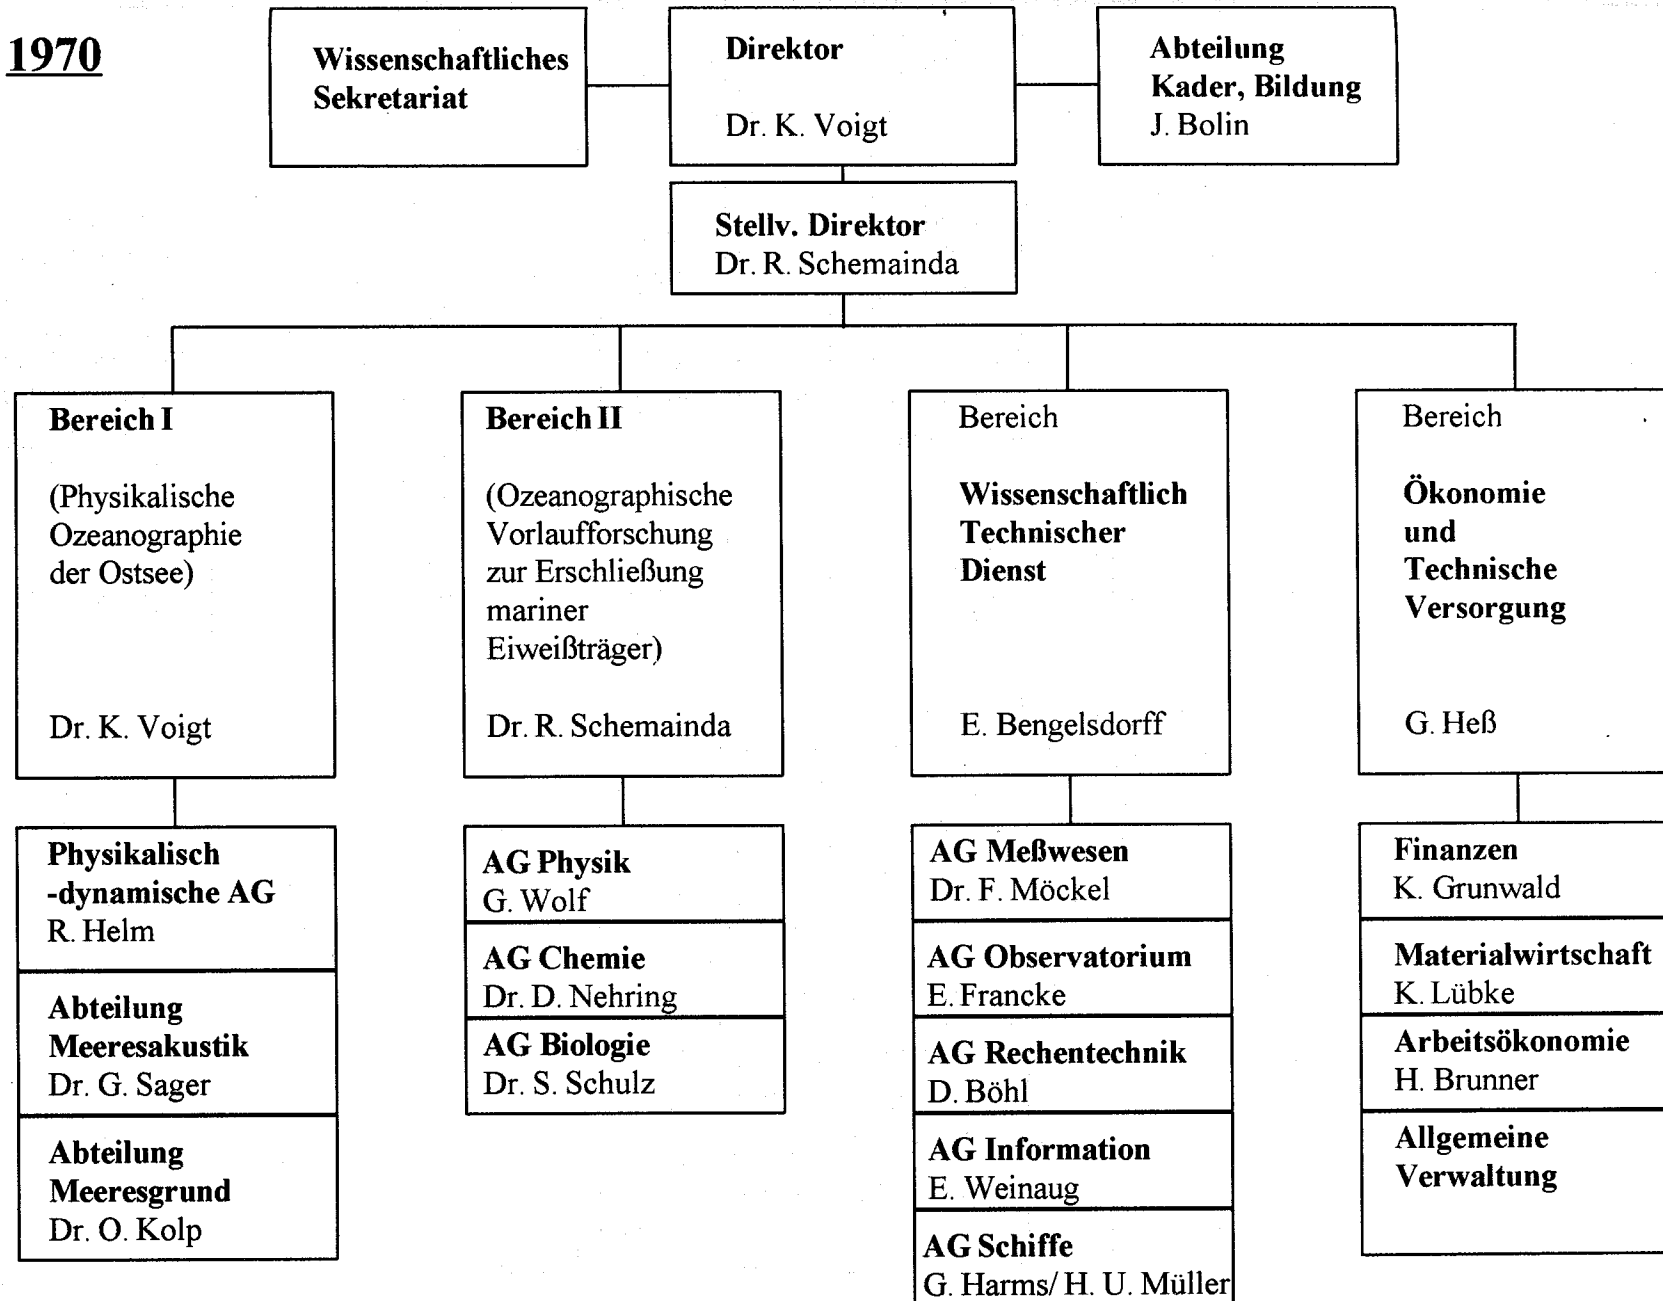 1970
Wissenschaftliches
Sekretariat
Direktor
Dr. K. Voigt
Abteilung
Kader, Bildung
J. Bolin
Stellv. Direktor
Dr. R. Schemainda
Bereich I
(Physikalische
Ozeanographie
der Ostsee)
Dr. K. Voigt
Bereich II
(Ozeanographische
Vorlaufforschung
zur Erschließung
mariner
Eiweißträger)
Dr. R. Schemainda
Bereich
Wissenschaftlich
Technischer
Dienst
E. Bengelsdorff
Bereich
Ökonomie
und
Technische
Versorgung
G. Heß
Physikalisch
-dynamische AG
R. Helm
Abteilung
Meeresakustik
Dr. G. Sager
Abteilung
Meeresgrund
Dr. O. Kolp
AG Physik
G. Wolf
AG Chemie
Dr. D. Nehring
AG Biologie
Dr. S. Schulz
AG Meßwesen
Dr. F. Möckel
AG Observatorium
E. Francke
AG Rechentechnik
D. Böhl
AG Information
E. Weinaug
AG Schiffe
G. Harms/ H. U. Müller
Finanzen
K. Grunwald
Materialwirtschaft
K. Lübke
Arbeitsökonomie
H. Brunner
Allgemeine
Verwaltung